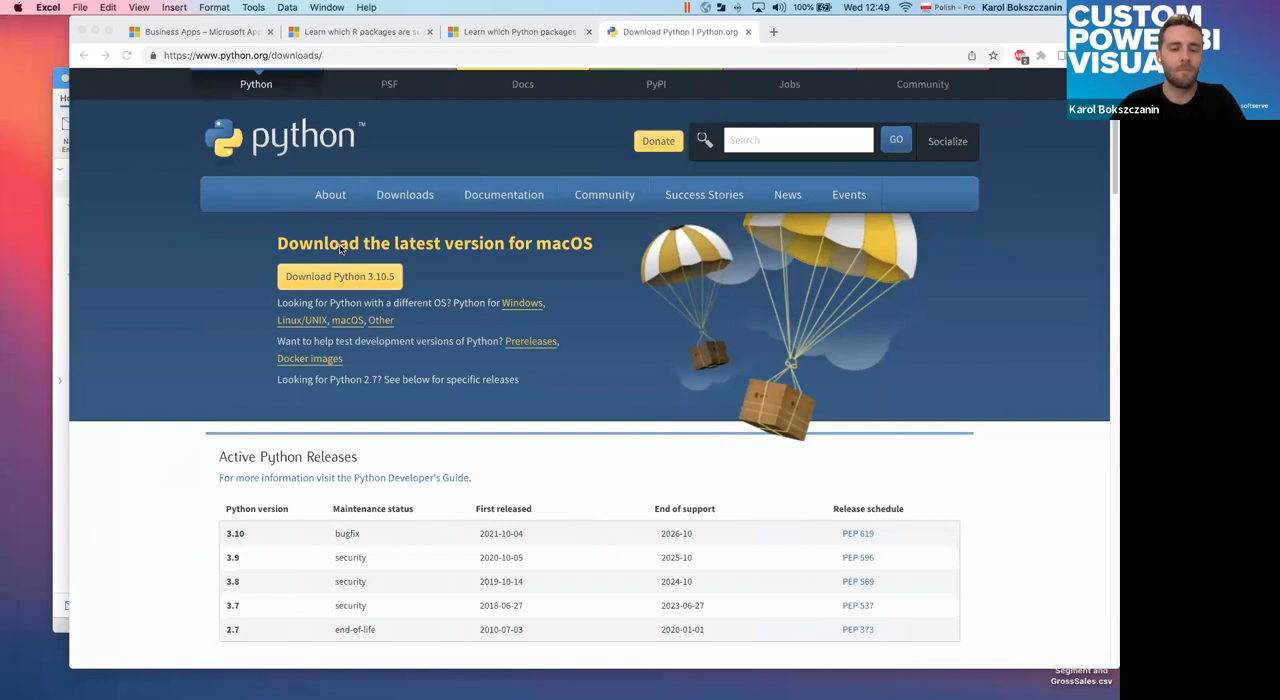 Excel File Edit View Insert Format Tools Data Window Help 100% Wed 12:49 Polish - Pro Karol Bokszczanin
Business Apps – Microsoft App
Learn which R packages are su
Learn which Python packages
Download Python | Python.org
https://www.python.org/downloads/
Python PSF Docs PyPI Jobs Community
python™
Donate
Search
GO
Socialize
About Downloads Documentation Community Success Stories News Events
Download the latest version for macOS
Download Python 3.10.5
Looking for Python with a different OS? Python for Windows,
Linux/UNIX, macOS, Other
Want to help test development versions of Python? Prereleases,
Docker images
Looking for Python 2.7? See below for specific releases
Active Python Releases
For more information visit the Python Developer's Guide.
Python version Maintenance status First released End of support Release schedule
3.10 bugfix 2021-10-04 2026-10 PEP 619
3.9 security 2020-10-05 2025-10 PEP 596
3.8 security 2019-10-14 2024-10 PEP 569
3.7 security 2018-06-27 2023-06-27 PEP 537
2.7 end-of-life 2010-07-03 2020-01-01 PEP 373
CUSTOM
POWER BI
VISUA
Karol Bokszczanin
softserve
Segment and
GrossSales.csv